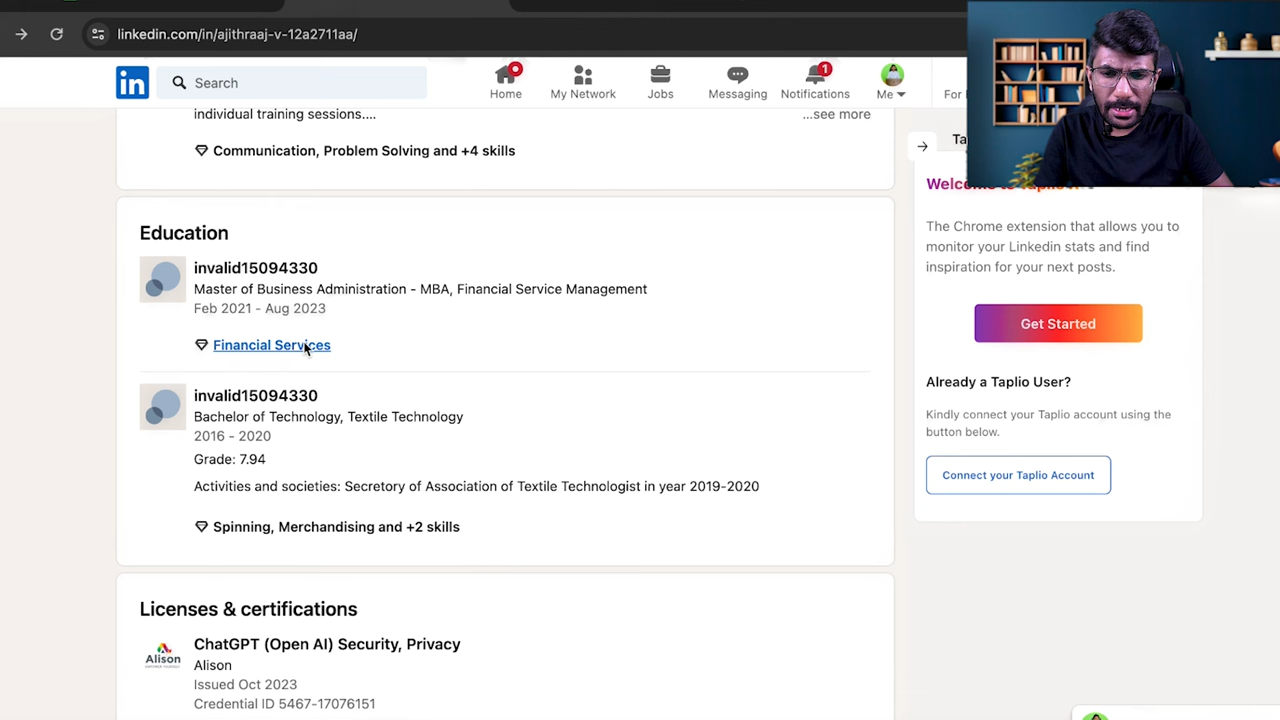 linkedin.com/in/ajithraaj-v-12a2711aa/
in
Search
Home
My Network
Jobs
Messaging
1
Notifications
Me
individual training sessions....
...see more
Communication, Problem Solving and +4 skills
Education
invalid15094330
Master of Business Administration - MBA, Financial Service Management
Feb 2021 - Aug 2023
Financial Services
invalid15094330
Bachelor of Technology, Textile Technology
2016 - 2020
Grade: 7.94
Activities and societies: Secretary of Association of Textile Technologist in year 2019-2020
Spinning, Merchandising and +2 skills
Licenses & certifications
Alison
ChatGPT (Open AI) Security, Privacy
Alison
Issued Oct 2023
Credential ID 5467-17076151
The Chrome extension that allows you to
monitor your Linkedin stats and find
inspiration for your next posts.
Get Started
Already a Taplio User?
Kindly connect your Taplio account using the
button below.
Connect your Taplio Account